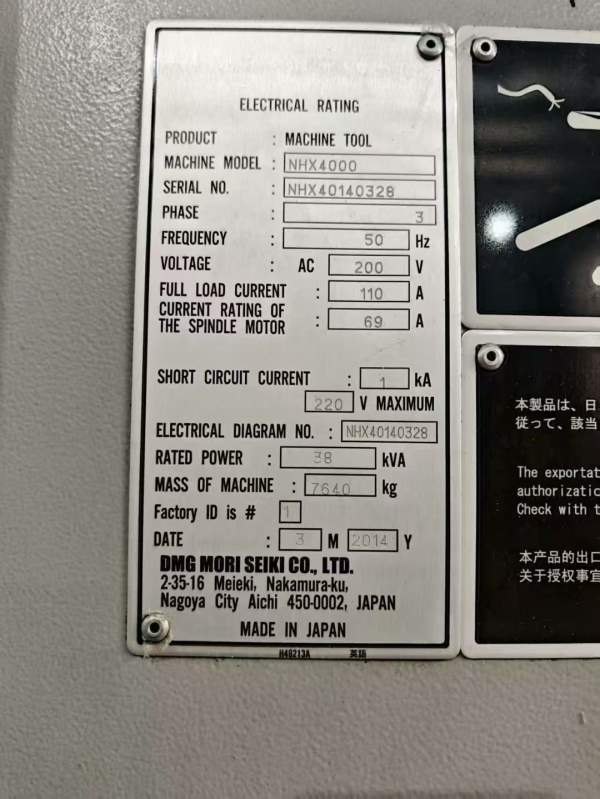 ELECTRICAL RATING
PRODUCT : MACHINE TOOL
MACHINE MODEL : NHX4000
SERIAL NO. : NHX40140328
PHASE : 3
FREQUENCY : 50 Hz
VOLTAGE : AC 200 V
FULL LOAD CURRENT : 110 A
CURRENT RATING OF
THE SPINDLE MOTOR : 69 A
SHORT CIRCUIT CURRENT : 1 kA
220 V MAXIMUM
ELECTRICAL DIAGRAM NO. : NHX40140328
RATED POWER : 38 kVA
MASS OF MACHINE : 7640 kg
Factory ID is # 1
DATE : 3 M 2014 Y
DMG MORI SEIKI CO., LTD.
2-35-16 Meieki, Nakamura-ku,
Nagoya City Aichi 450-0002, JAPAN
MADE IN JAPAN
H40213A 英語
本製品は、日
従って、該当
The exportat
authorizatic
Check with t
本产品的出口
关于授权事宜